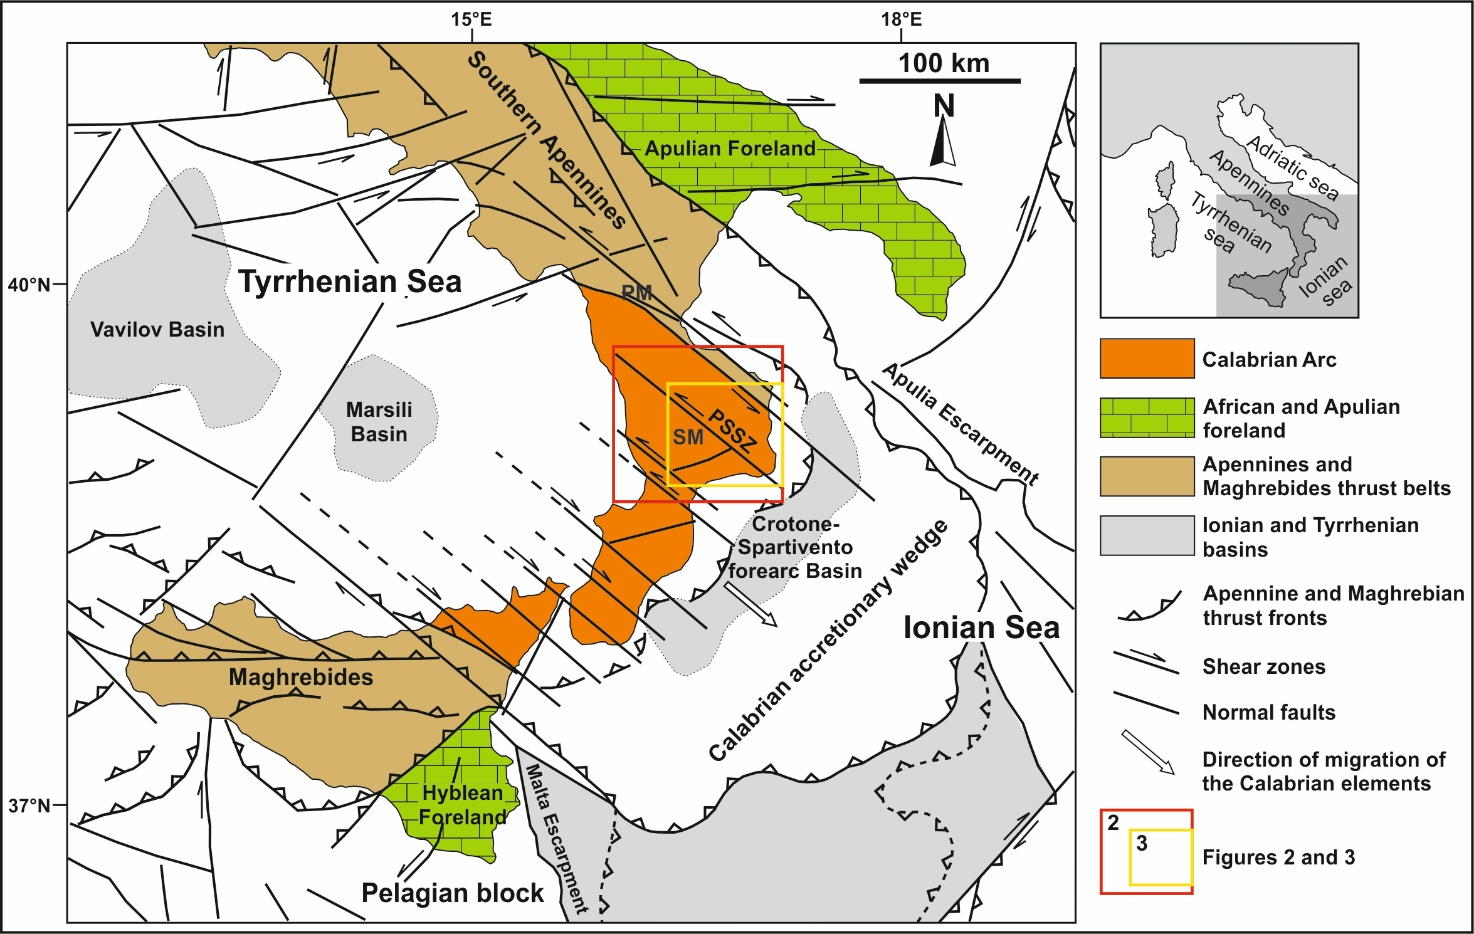 15°E
18°E
100 km
N
Southern Apennines
Apulian Foreland
40°N
Tyrrhenian Sea
PM
Vavilov Basin
Marsili
Basin
Apulia Escarpment
PSSZ
SM
Crotone-
Spartivento
forearc Basin
Calabrian accretionary wedge
Ionian Sea
Maghrebides
37°N
Hyblean
Foreland
Malta Escarpment
Pelagian block
Adriatic sea
Apennines
Tyrrhenian
sea
Ionian
sea
Calabrian Arc
African and Apulian
foreland
Apennines and
Maghrebides thrust belts
Ionian and Tyrrhenian
basins
Apennine and Maghrebian
thrust fronts
Shear zones
Normal faults
Direction of migration of
the Calabrian elements
2
3
Figures 2 and 3